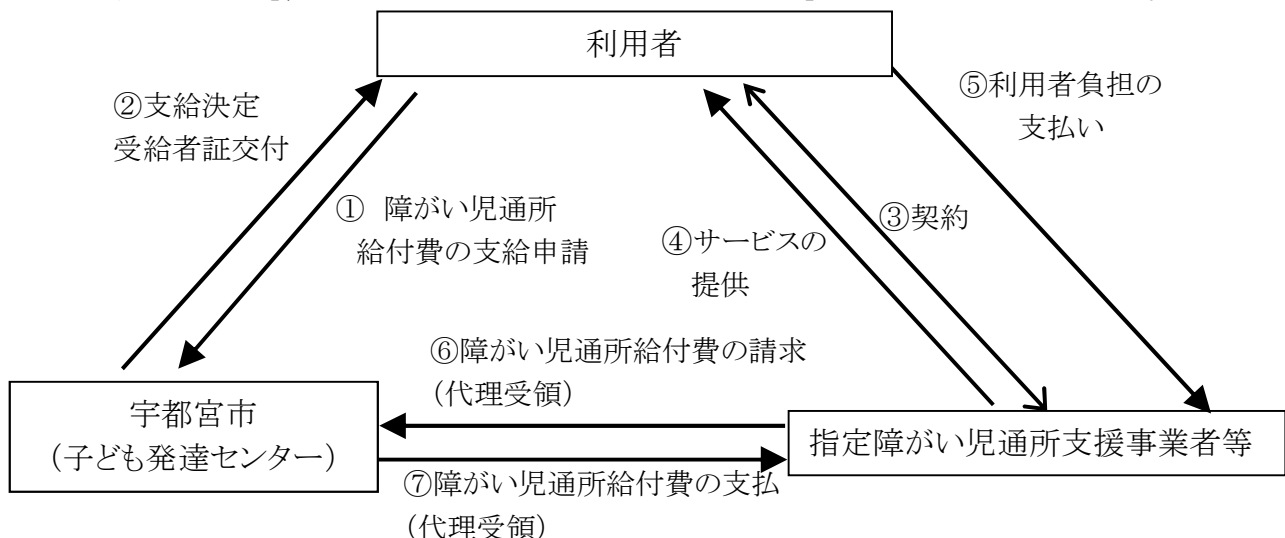 利用者
②支給決定
受給者証交付
⑤利用者負担の
支払い
① 障がい児通所
給付費の支給申請
③契約
④サービスの
提供
⑥障がい児通所給付費の請求
(代理受領)
宇都宮市
(子ども発達センター)
指定障がい児通所支援事業者等
⑦障がい児通所給付費の支払
(代理受領)